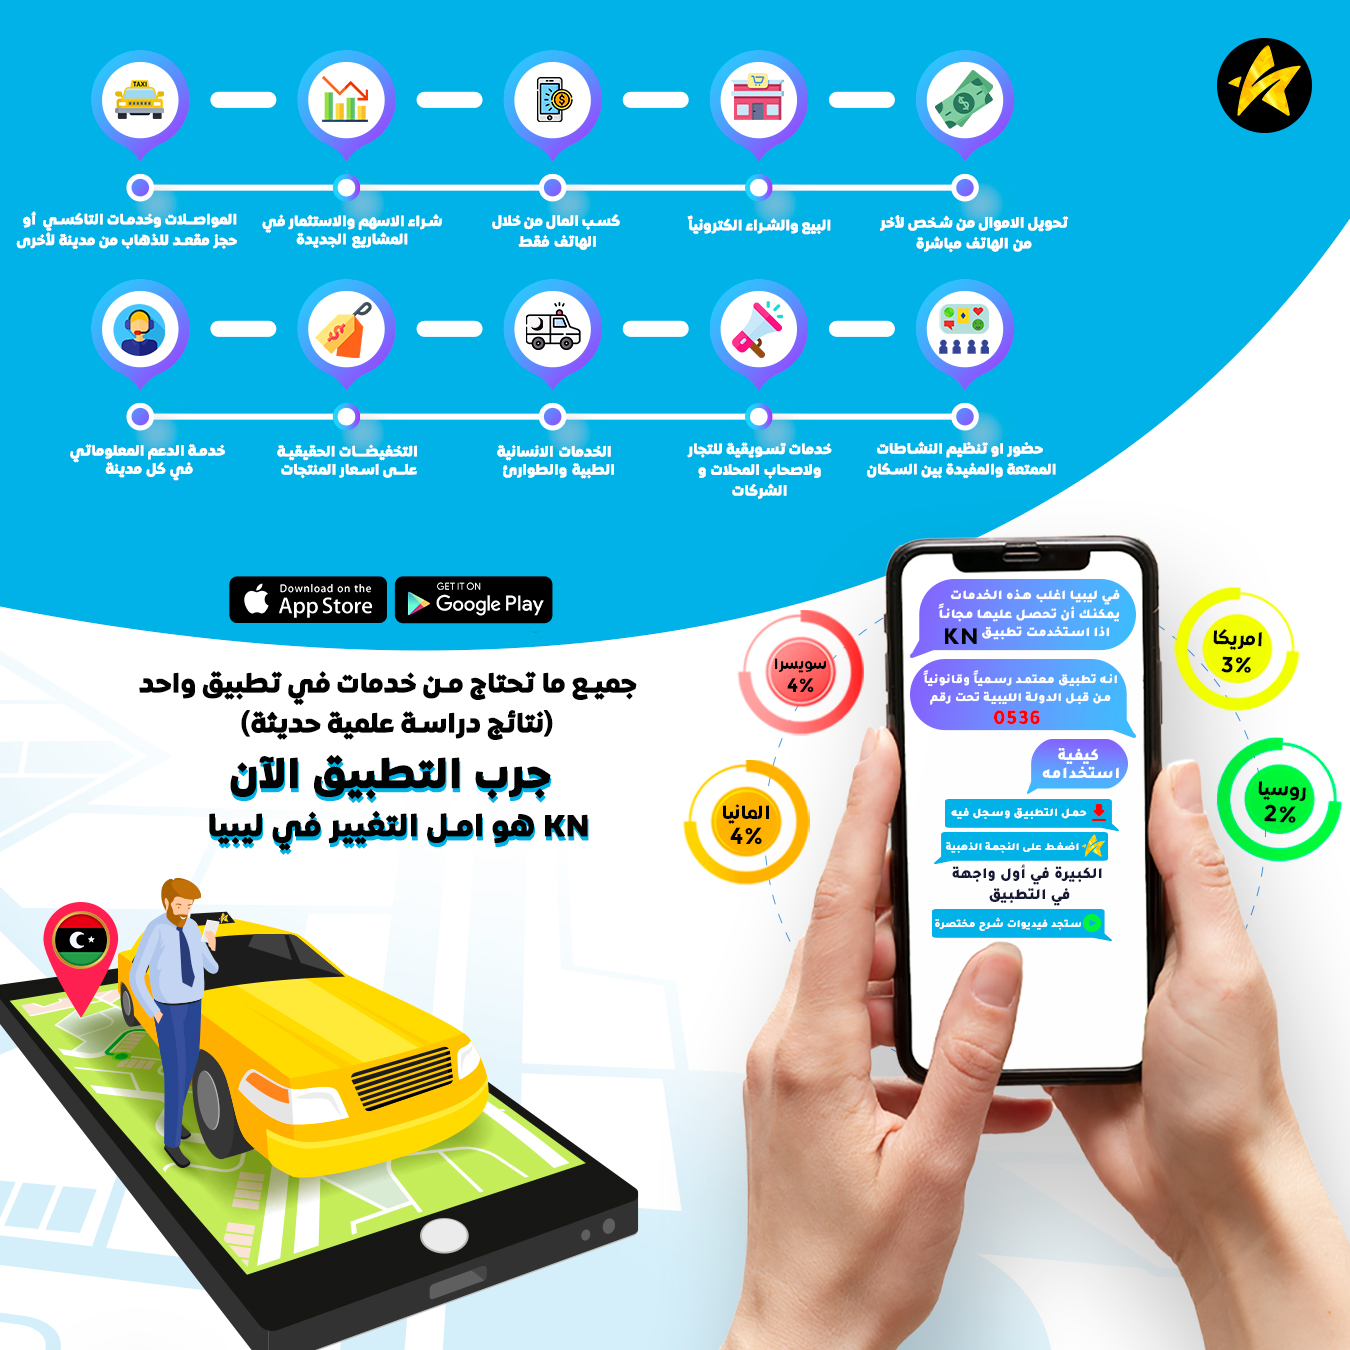 تحويل الاموال من شخص لأخر
من الهاتف مباشرة
البيع والشراء الكترونياً
كسب المال من خلال
الهاتف فقط
شراء الاسهم والاستثمار في
المشاريع الجديدة
المواصلات وخدمات التاكسي أو
حجز مقعد للذهاب من مدينة لأخرى
TAXI
حضور او تنظيم النشاطات
الممتعة والمفيدة بين السكان
خدمات تسويقية للتجار
ولاصحاب المحلات و
الشركات
الخدمات الانسانية
الطبية والطوارئ
التخفيضات الحقيقية
على اسعار المنتجات
خدمة الدعم المعلوماتي
في كل مدينة
Download on the
App Store
GET IT ON
Google Play
جميع ما تحتاج من خدمات في تطبيق واحد
(نتائج دراسة علمية حديثة)
جرب التطبيق الآن
KN هو امل التغيير في ليبيا
في ليبيا اغلب هذه الخدمات
يمكنك أن تحصل عليها مجاناً
اذا استخدمت تطبيق KN
انه تطبيق معتمد رسمياً وقانونياً
من قبل الدولة الليبية تحت رقم
0536
كيفية
استخدامه
حمل التطبيق وسجل فيه
اضغط على النجمة الذهبية
الكبيرة في أول واجهة
في التطبيق
ستجد فيديوات شرح مختصرة
امريكا
3%
روسيا
2%
سويسرا
4%
المانيا
4%